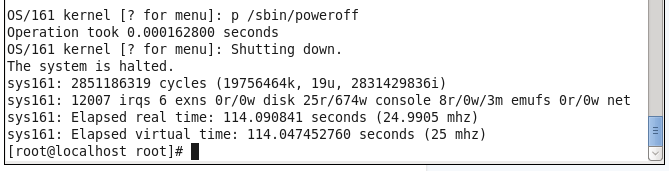 OS/161 kernel [? for menu]: p /sbin/poweroff
Operation took 0.000162800 seconds
OS/161 kernel [? for menu]: Shutting down.
The system is halted.
sys161: 2851186319 cycles (19756464k, 19u, 2831429836i)
sys161: 12007 irqs 6 exns 0r/0w disk 25r/674w console 8r/0w/3m emufs 0r/0w net
sys161: Elapsed real time: 114.090841 seconds (24.9905 mhz)
sys161: Elapsed virtual time: 114.047452760 seconds (25 mhz)
[root@localhost root]#